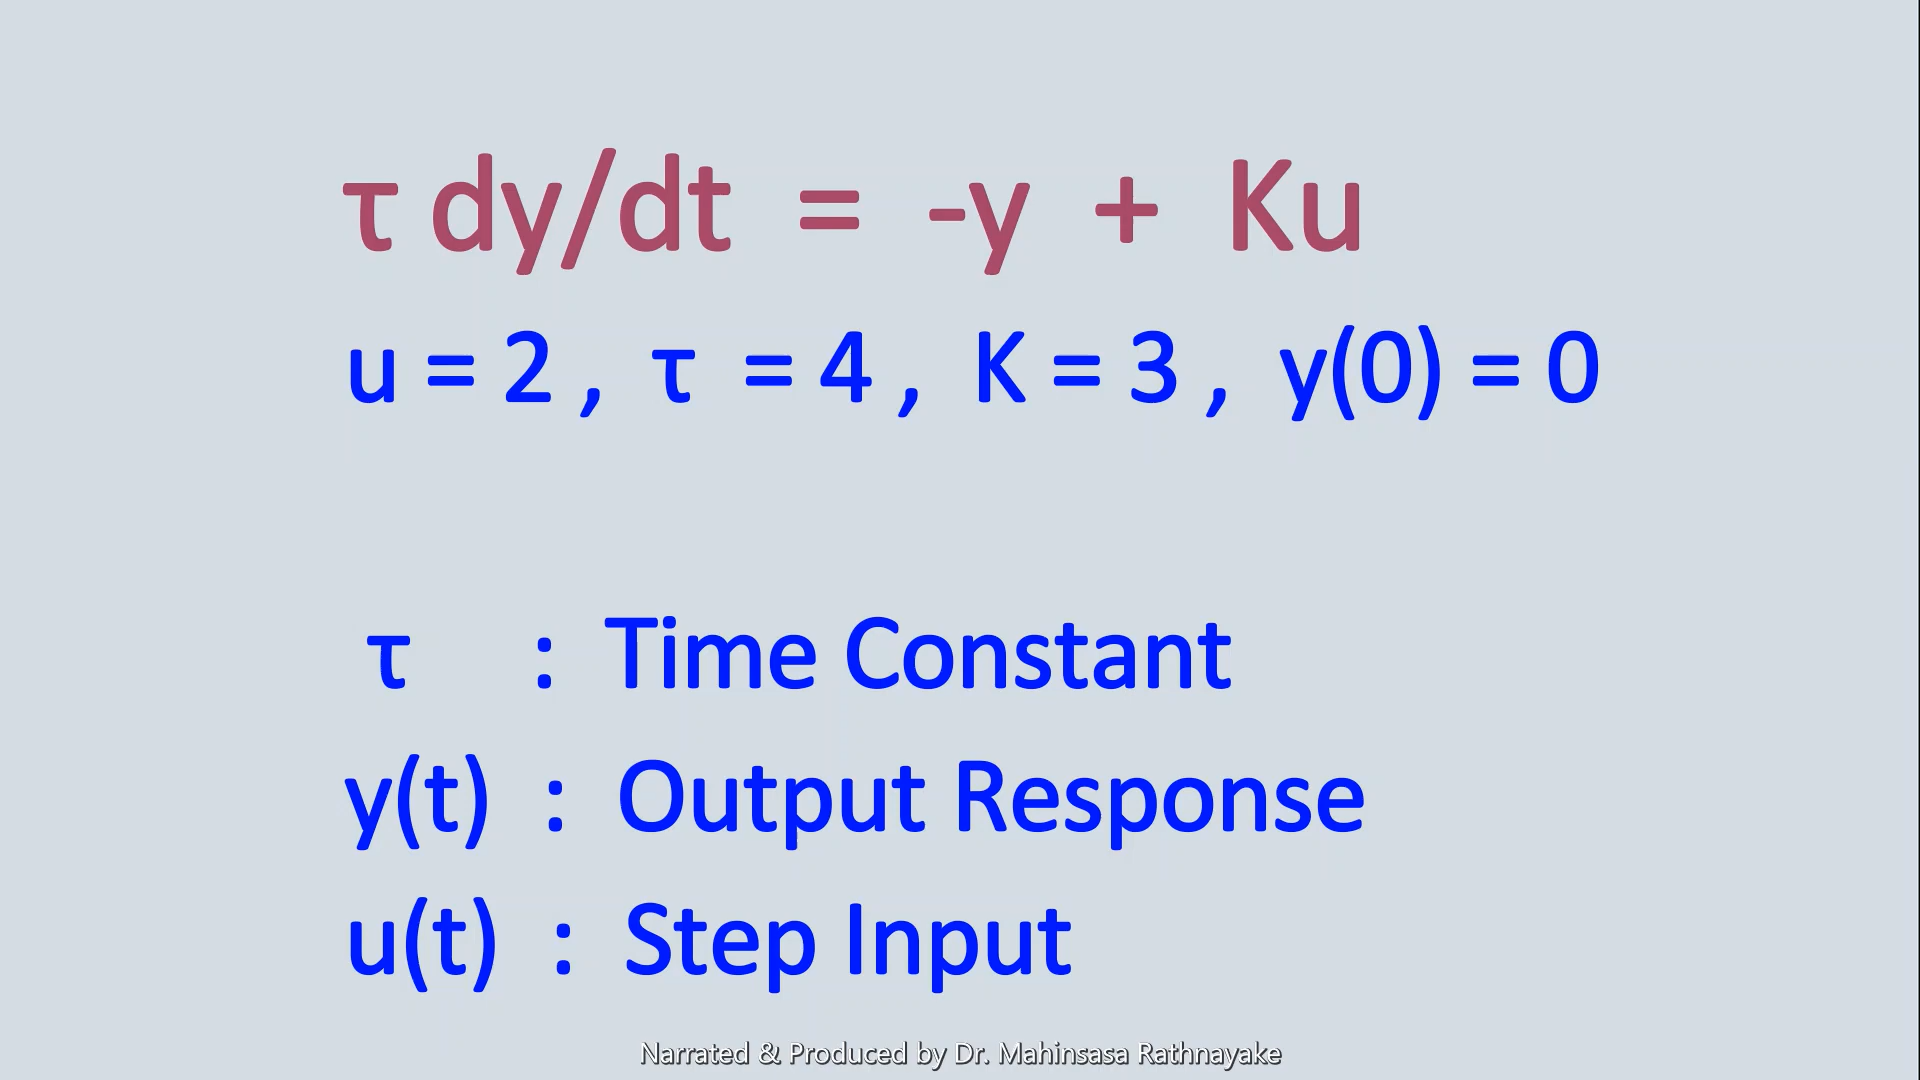 τ dy/dt = -y + Ku
u = 2 , τ = 4 , K = 3 , y(0) = 0
τ : Time Constant
y(t) : Output Response
u(t) : Step Input
Narrated & Produced by Dr. Mahinsasa Rathnayake